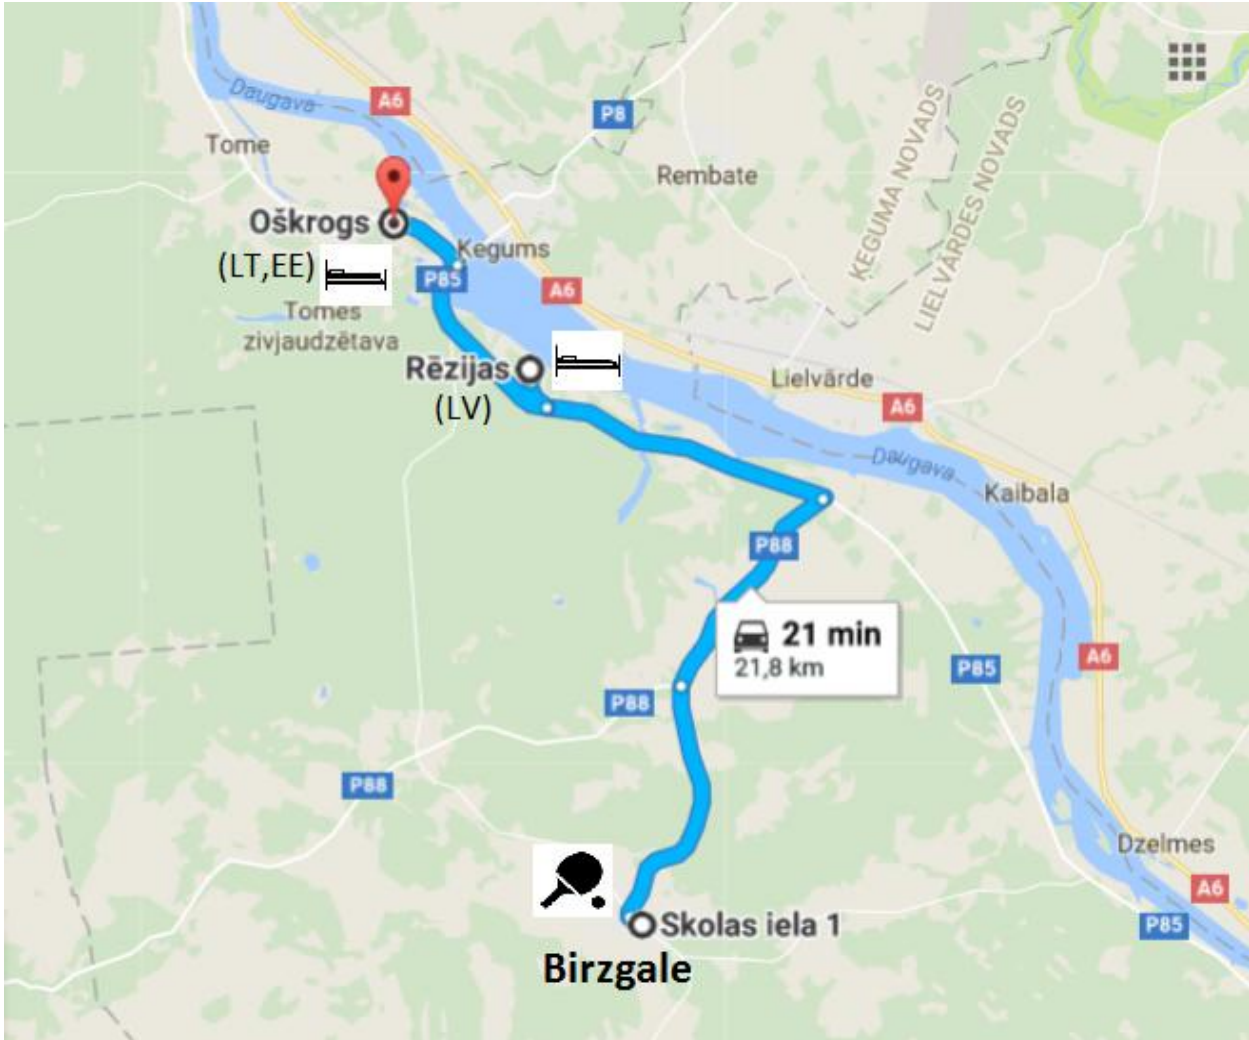 Daugava
A6
P8
Tome
Rembate
ĶEGUMA NOVADS
LIELVĀRDES NOVADS
Oškrogs
(LT,EE)
Ķegums
P85
A6
Tomes
zivjaudzētava
Rēzijas
(LV)
Lielvārde
A6
Daugava
Kaibala
P88
21 min
21,8 km
A6
P85
P88
P88
Dzelmes
A6
P85
Skolas iela 1
Birzgale